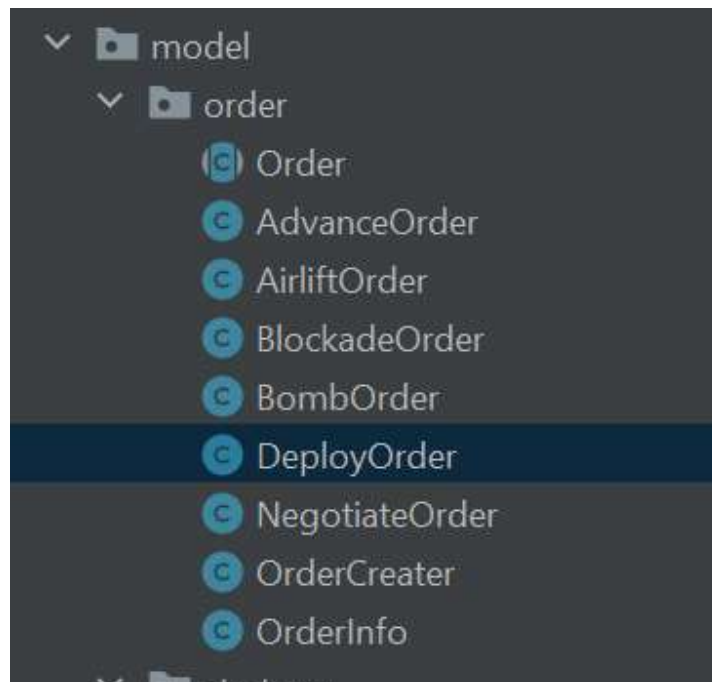 model
order
Order
AdvanceOrder
AirliftOrder
BlockadeOrder
BombOrder
DeployOrder
NegotiateOrder
OrderCreater
OrderInfo